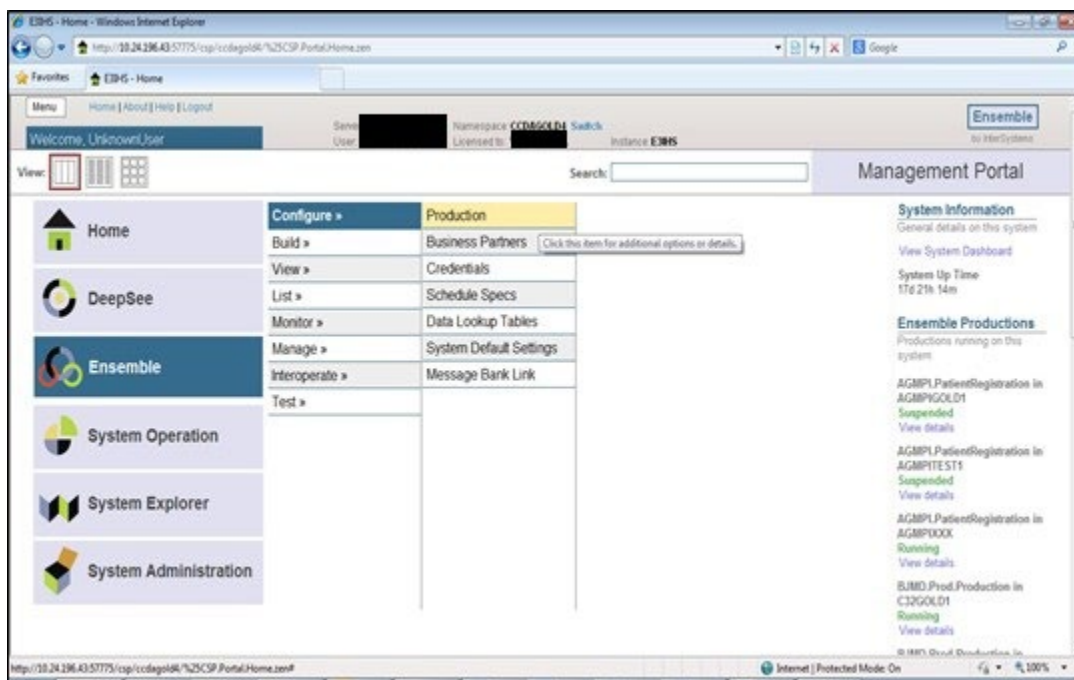 E3IHS - Home - Windows Internet Explorer
http://10.24.196.43:57775/csp/ccdagold4/%25CSP.Portal.Home.zen
Google
Favorites
E3IHS - Home
Menu
Home | About | Help | Logout
Server
Namespace CCDAGOLD4 Switch
Ensemble
Welcome, UnknownUser
User
Licensed to:
Instance E3IHS
by InterSystems
View:
Search:
Management Portal
Home
DeepSee
Ensemble
System Operation
System Explorer
System Administration
Configure »
Build »
View »
List »
Monitor »
Manage »
Interoperate »
Test »
Production
Business Partners
Credentials
Schedule Specs
Data Lookup Tables
System Default Settings
Message Bank Link
Click this item for additional options or details.
System Information
General details on this system
View System Dashboard
System Up Time
17d 21h 14m
Ensemble Productions
Productions running on this
system
AGMPI.PatientRegistration in
AGMPIGOLD1
Suspended
View details
AGMPI.PatientRegistration in
AGMPITEST1
Suspended
View details
AGMPI.PatientRegistration in
AGMPIXXX
Running
View details
BJMD.Prod.Production in
C32GOLD1
Running
View details
BJMD.Prod.Production in
http://10.24.196.43:57775/csp/ccdagold4/%25CSP.Portal.Home.zen#
Internet | Protected Mode: On
100%